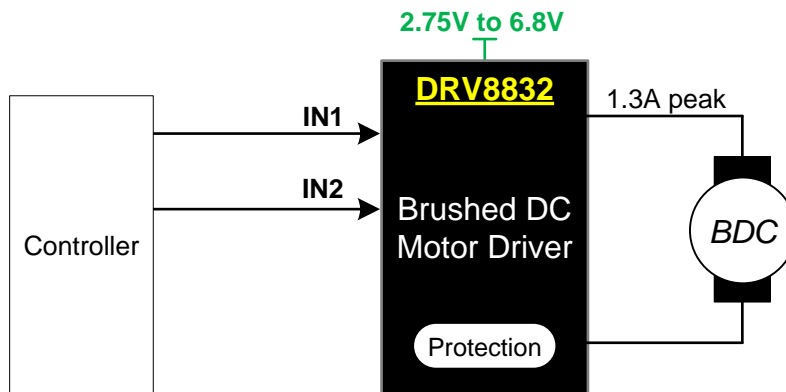 2.75V to 6.8V
DRV8832
1.3A peak
IN1
IN2
Controller
Brushed DC
Motor Driver
BDC
Protection